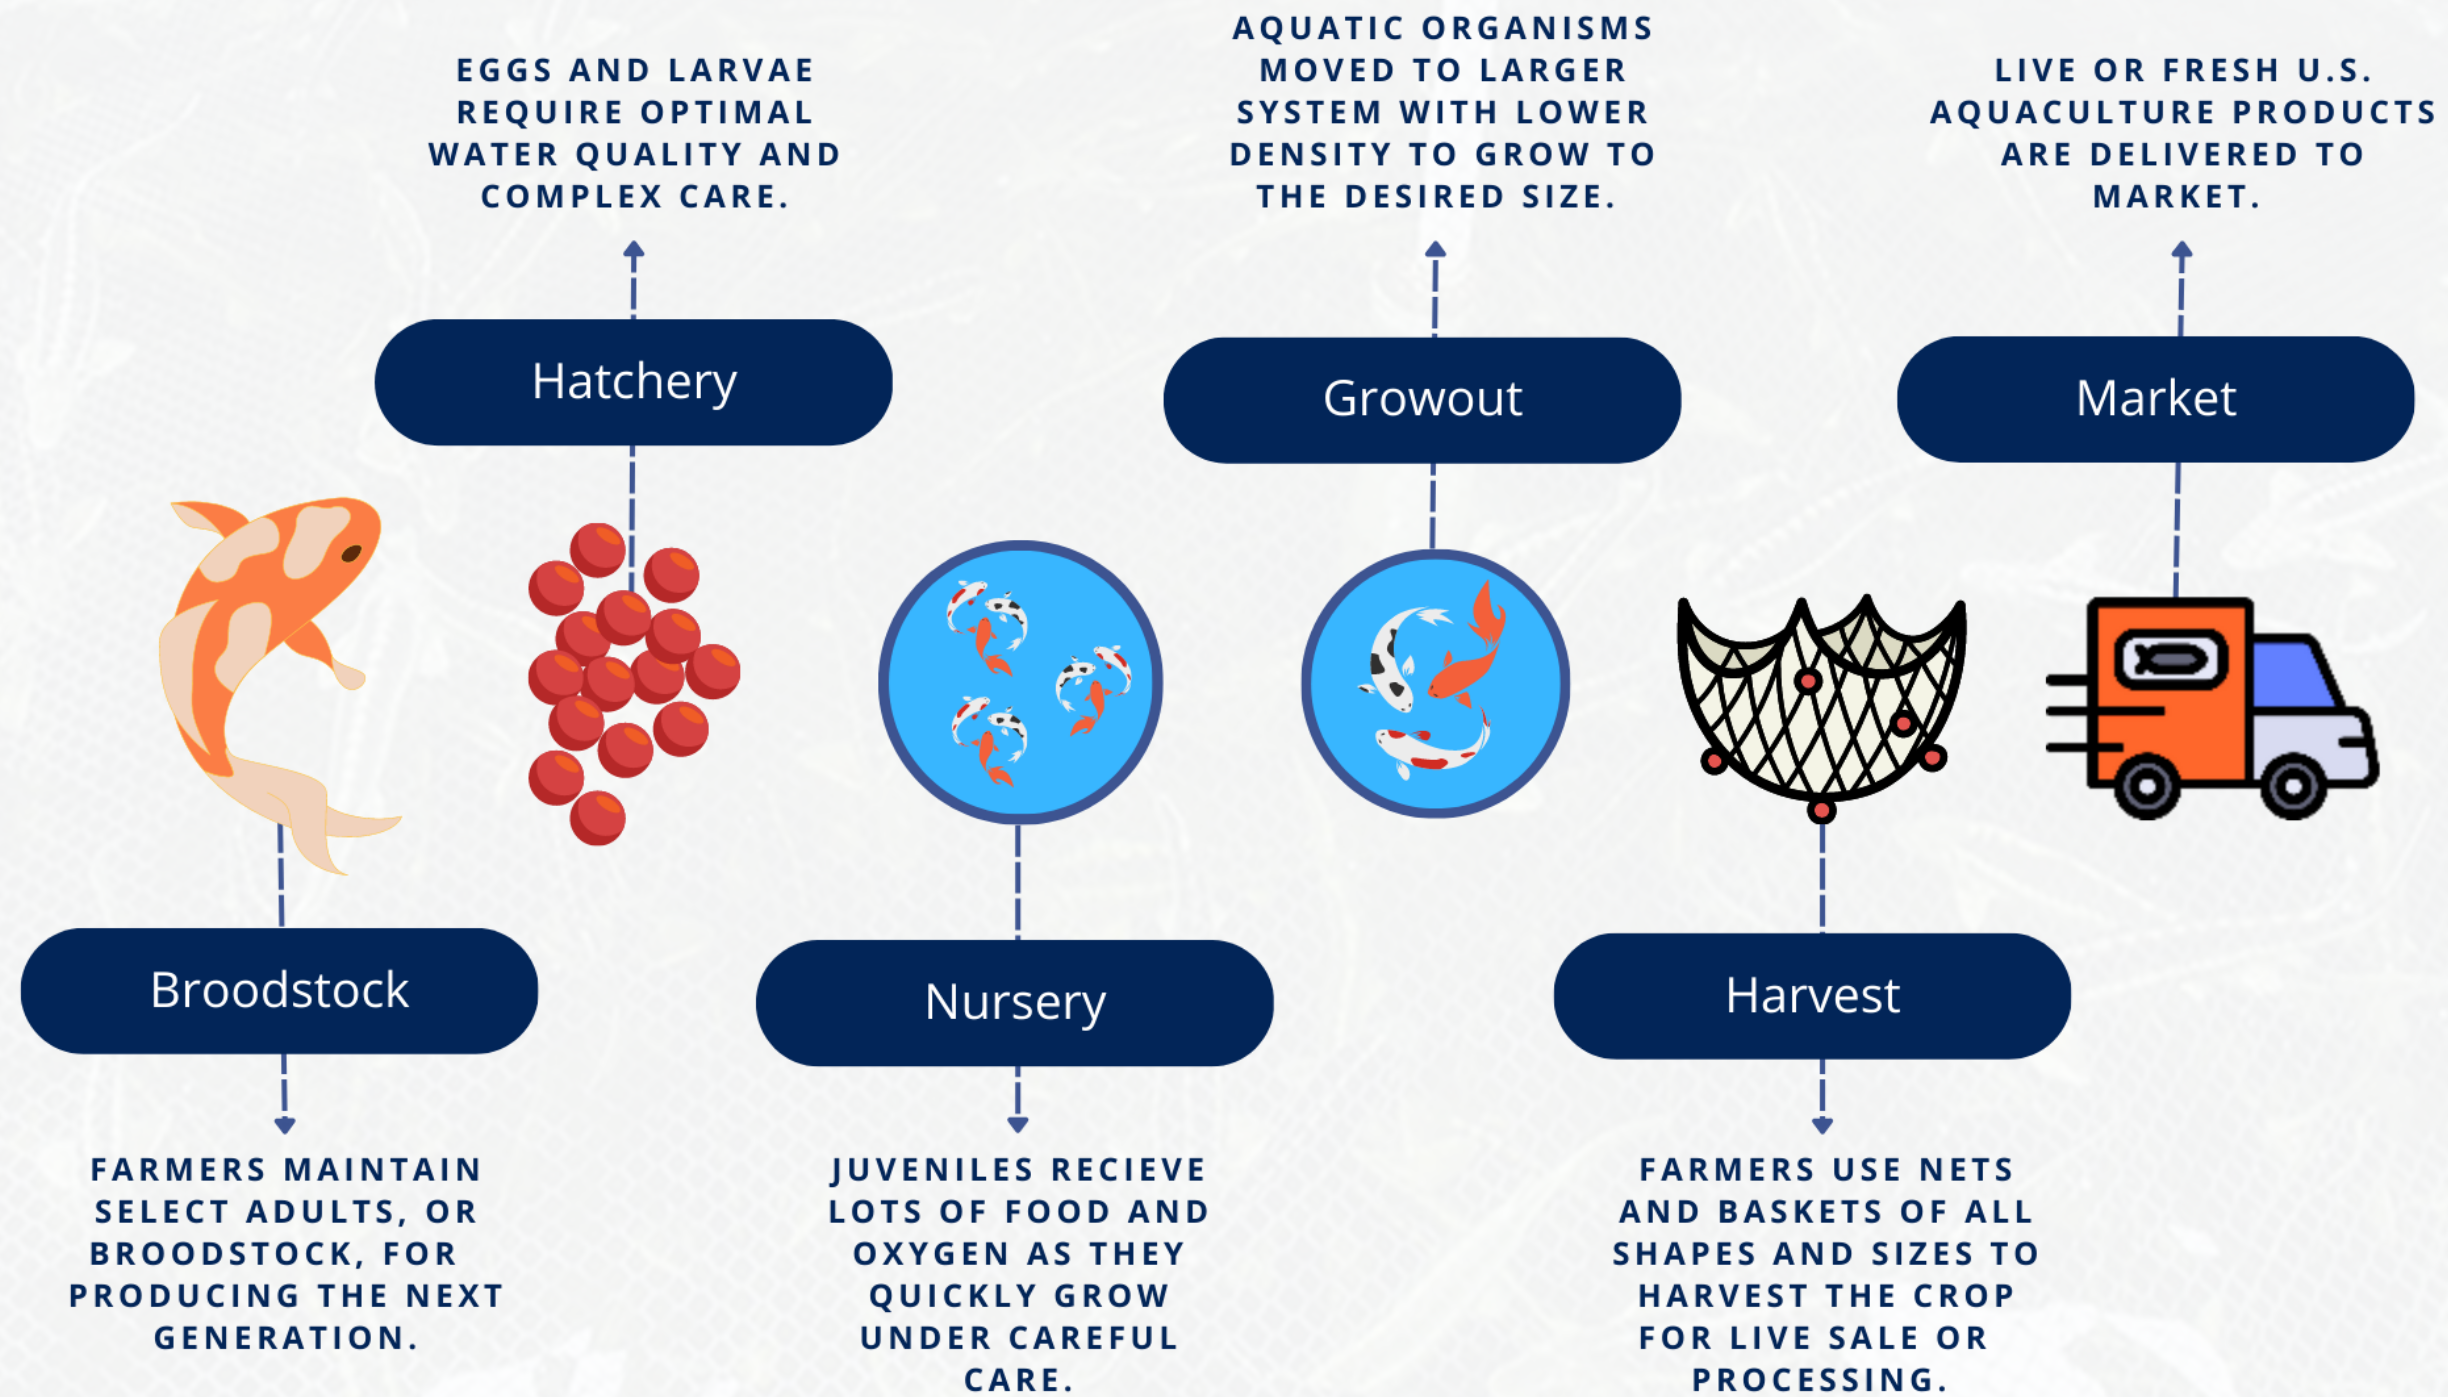 EGGS AND LARVAE
REQUIRE OPTIMAL
WATER QUALITY AND
COMPLEX CARE.
AQUATIC ORGANISMS
MOVED TO LARGER
SYSTEM WITH LOWER
DENSITY TO GROW TO
THE DESIRED SIZE.
LIVE OR FRESH U.S.
AQUACULTURE PRODUCTS
ARE DELIVERED TO
MARKET.
Hatchery
Growout
Market
Broodstock
Nursery
Harvest
FARMERS MAINTAIN
SELECT ADULTS, OR
BROODSTOCK, FOR
PRODUCING THE NEXT
GENERATION.
JUVENILES RECIEVE
LOTS OF FOOD AND
OXYGEN AS THEY
QUICKLY GROW
UNDER CAREFUL
CARE.
FARMERS USE NETS
AND BASKETS OF ALL
SHAPES AND SIZES TO
HARVEST THE CROP
FOR LIVE SALE OR
PROCESSING.